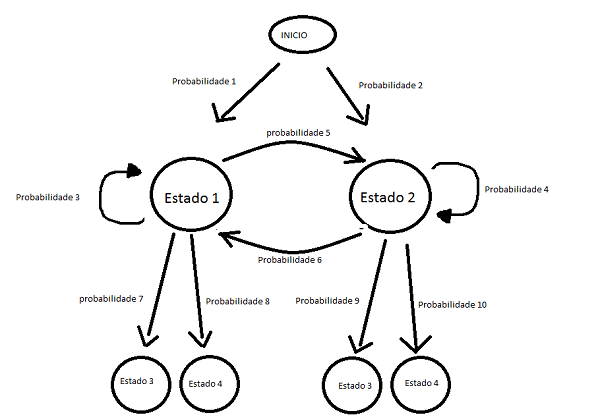 INICIO
Probabilidade 1
Probabilidade 2
probabilidade 5
Probabilidade 3
Estado 1
Estado 2
Probabilidade 4
Probabilidade 6
probabilidade 7
Probabilidade 8
Probabilidade 9
Probabilidade 10
Estado 3
Estado 4
Estado 3
Estado 4